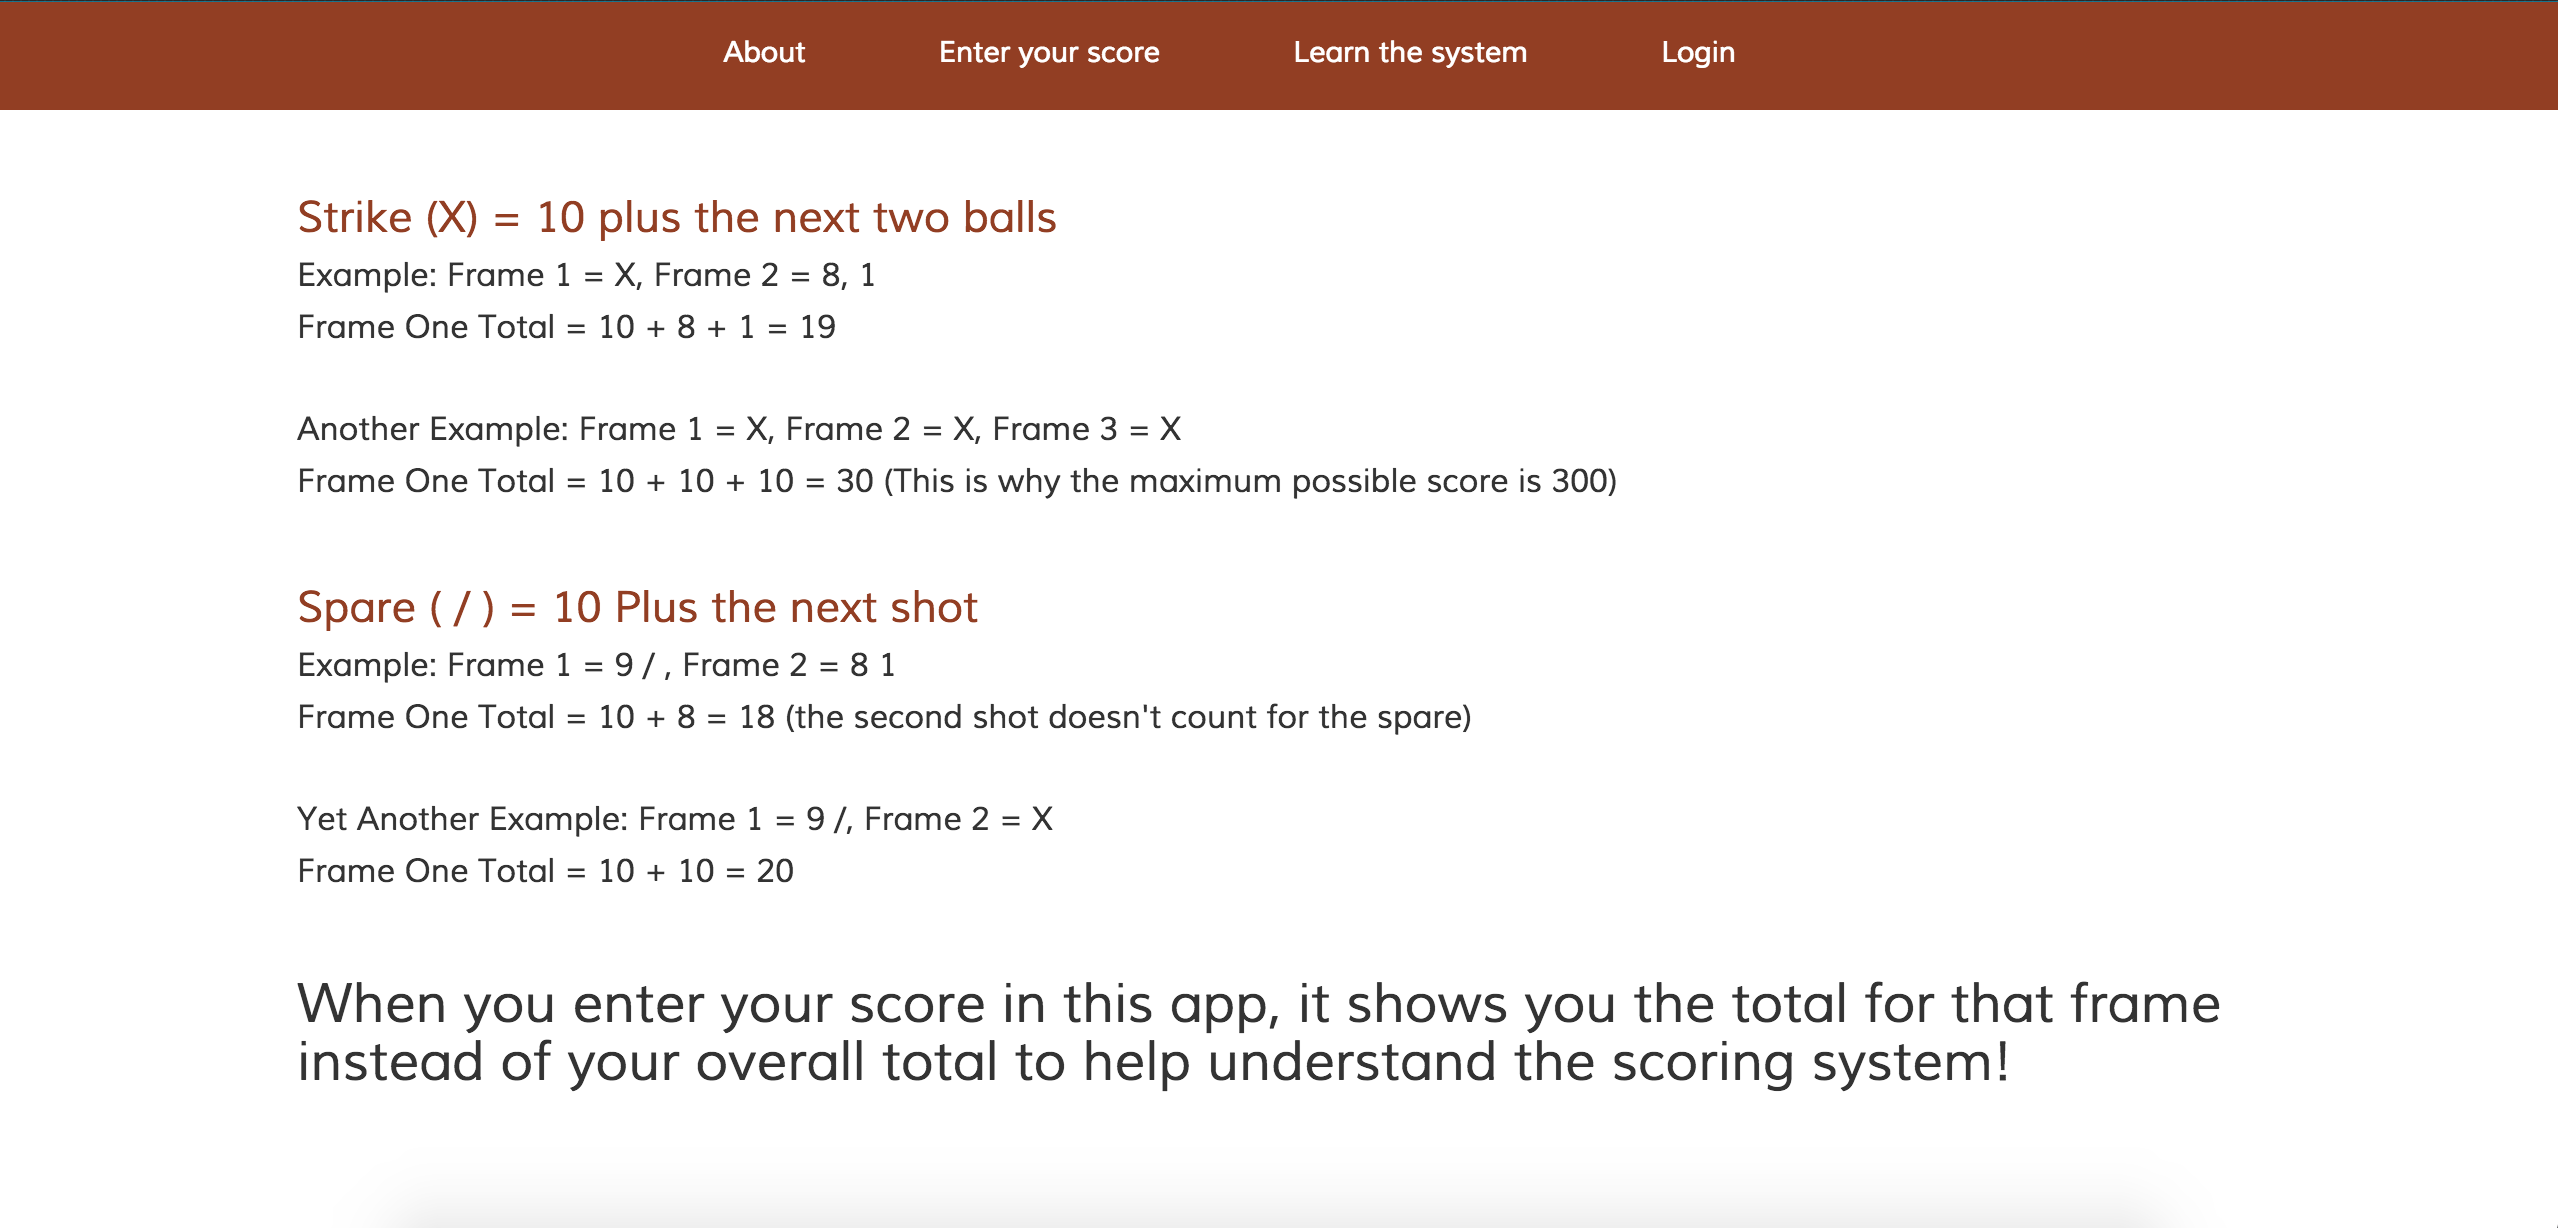 About Enter your score Learn the system Login
Strike (X) = 10 plus the next two balls
Example: Frame 1 = X, Frame 2 = 8, 1
Frame One Total = 10 + 8 + 1 = 19
Another Example: Frame 1 = X, Frame 2 = X, Frame 3 = X
Frame One Total = 10 + 10 + 10 = 30 (This is why the maximum possible score is 300)
Spare ( / ) = 10 Plus the next shot
Example: Frame 1 = 9 / , Frame 2 = 8 1
Frame One Total = 10 + 8 = 18 (the second shot doesn't count for the spare)
Yet Another Example: Frame 1 = 9 /, Frame 2 = X
Frame One Total = 10 + 10 = 20
When you enter your score in this app, it shows you the total for that frame
instead of your overall total to help understand the scoring system!